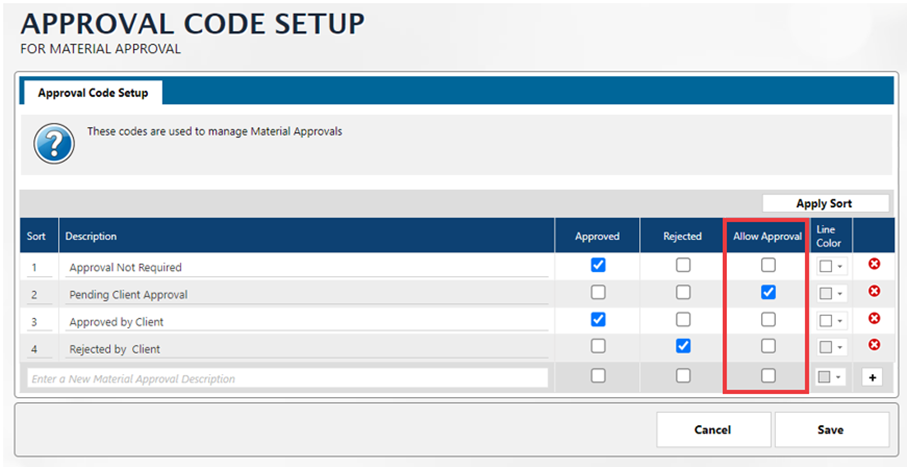 APPROVAL CODE SETUP
FOR MATERIAL APPROVAL
Approval Code Setup
?
These codes are used to manage Material Approvals
Apply Sort
Sort Description Approved Rejected Allow Approval Line Color
1 Approval Not Required
2 Pending Client Approval
3 Approved by Client
4 Rejected by Client
Enter a New Material Approval Description +
Cancel Save